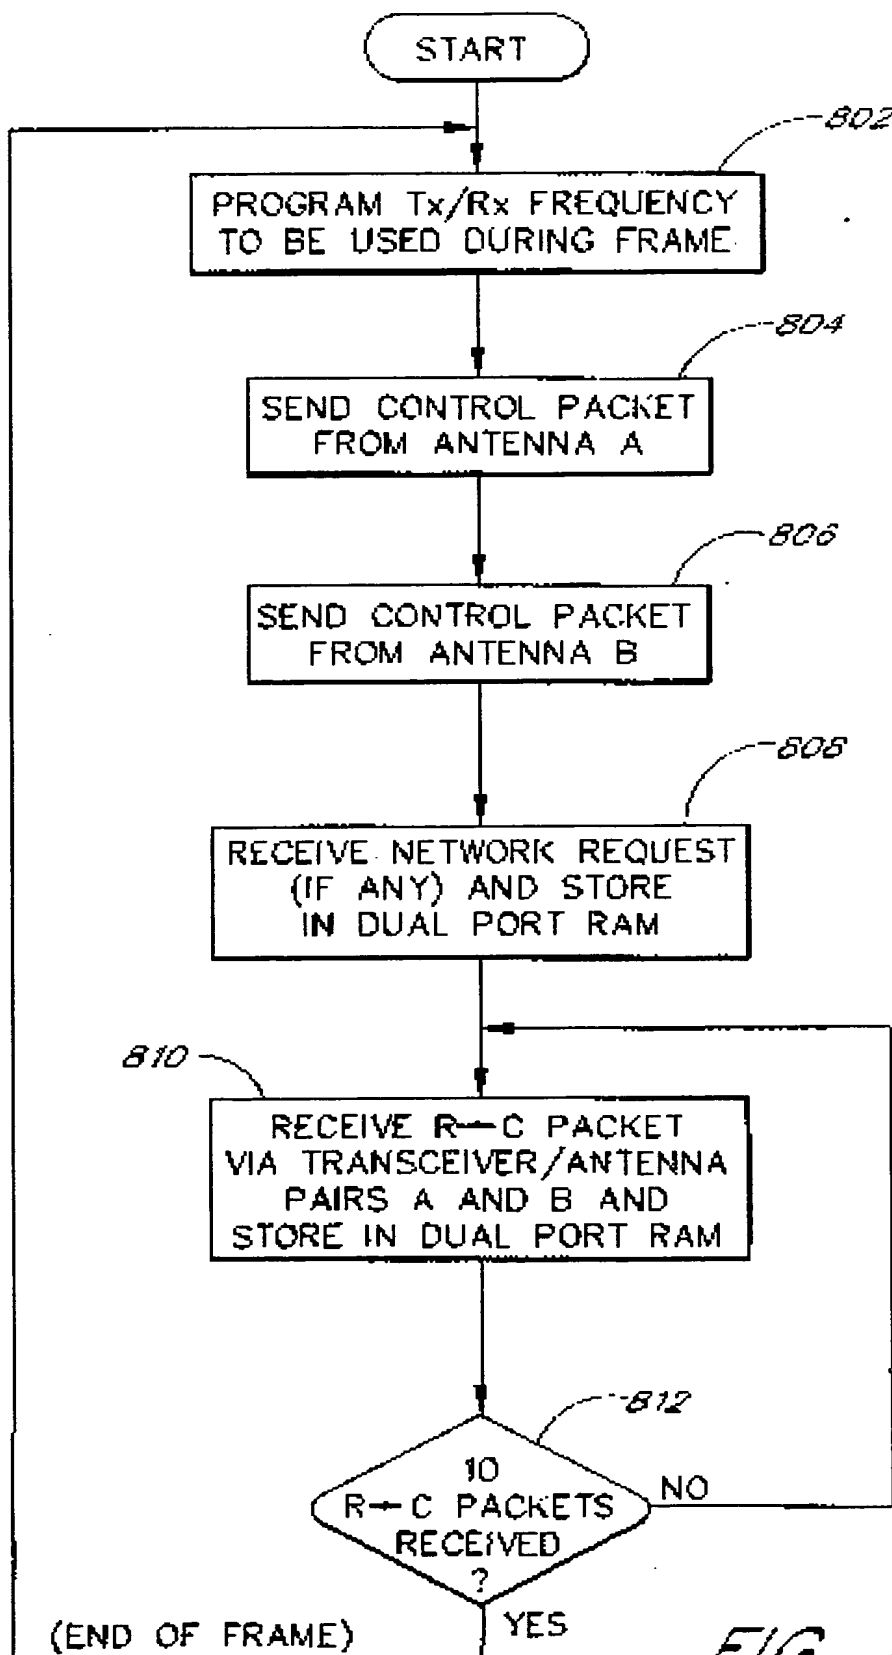 START
802
PROGRAM Tx/Rx FREQUENCY
TO BE USED DURING FRAME
804
SEND CONTROL PACKET
FROM ANTENNA A
806
SEND CONTROL PACKET
FROM ANTENNA B
808
RECEIVE NETWORK REQUEST
(IF ANY) AND STORE
IN DUAL PORT RAM
810
RECEIVE R→C PACKET
VIA TRANSCEIVER/ANTENNA
PAIRS A AND B AND
STORE IN DUAL PORT RAM
812
10
R→C PACKETS
RECEIVED
?
NO
YES
(END OF FRAME)